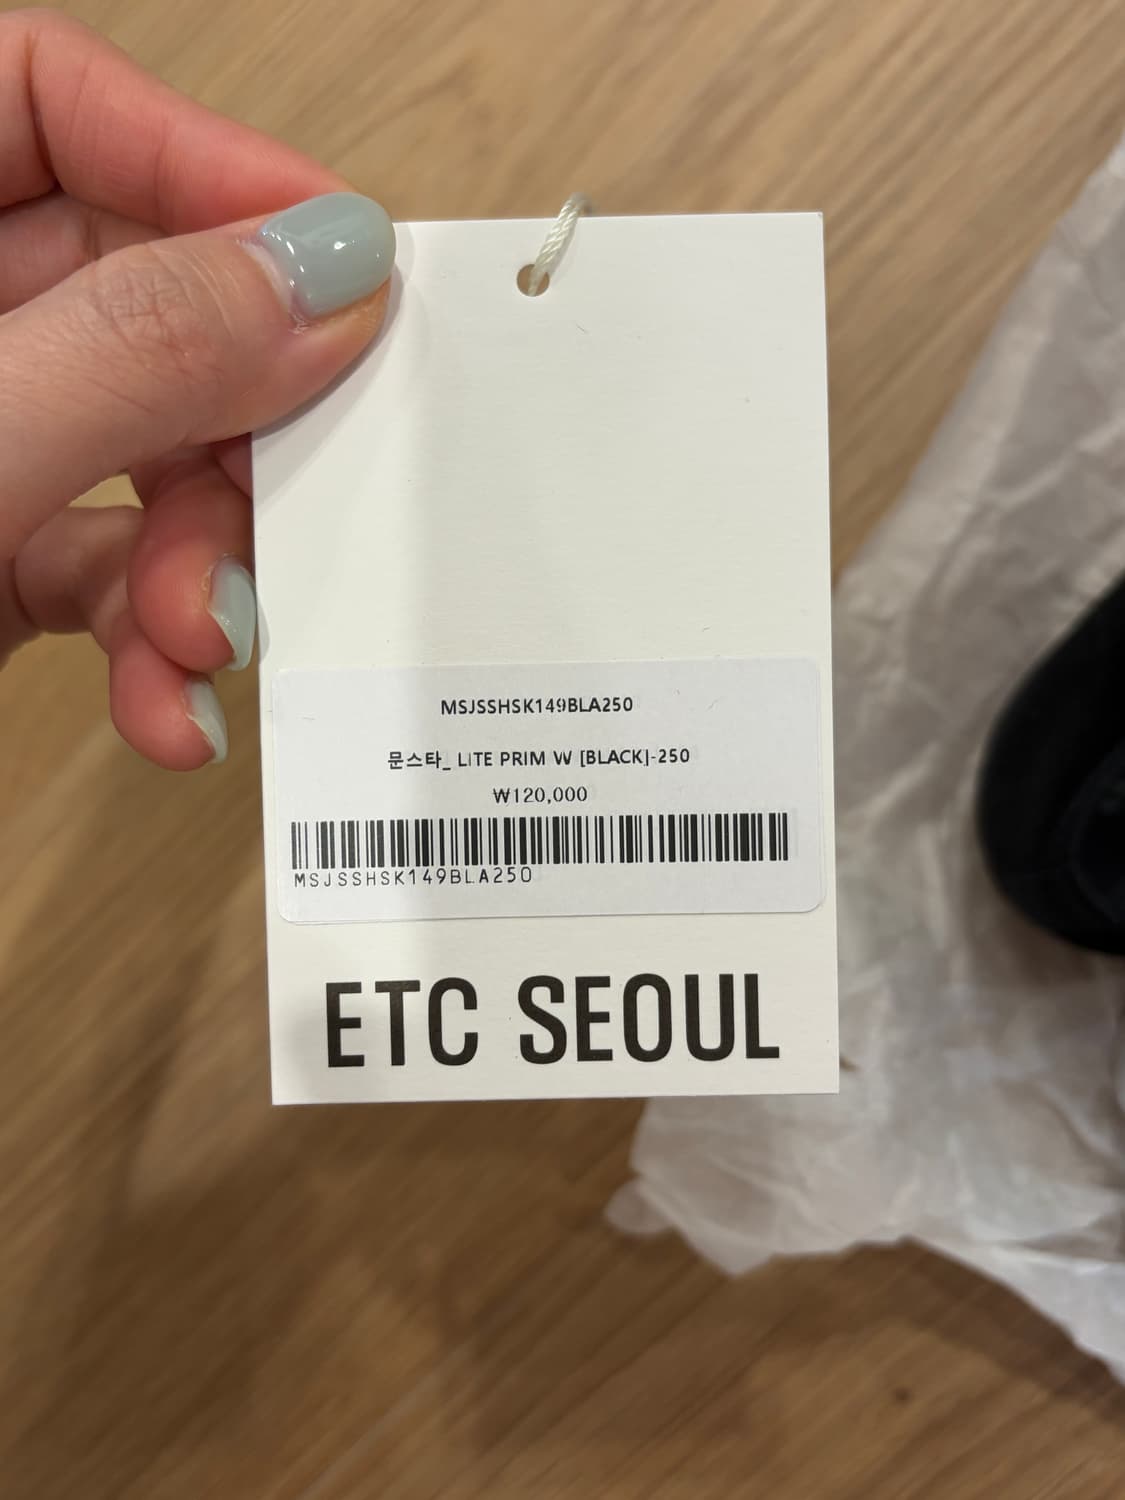 MSJSSHSK149BLA250
문스타_ LITE PRIM W [BLACK]-250
₩120,000
MSJSSHSK149BLA250
ETC SEOUL